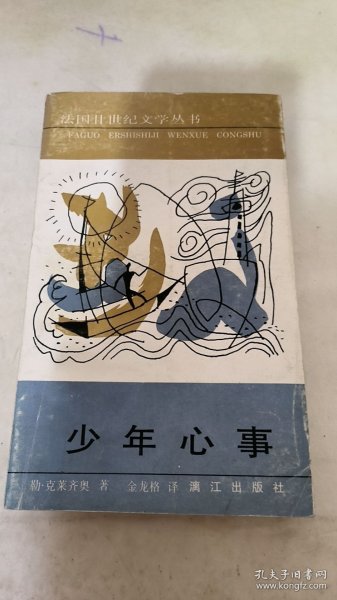 法国廿世纪文学丛书
FAGUO ERSHISHIJI WENXUE CONGSHU
少年心事
勒·克莱齐奥 著 金龙格 译 漓江出版社
孔夫子旧书网